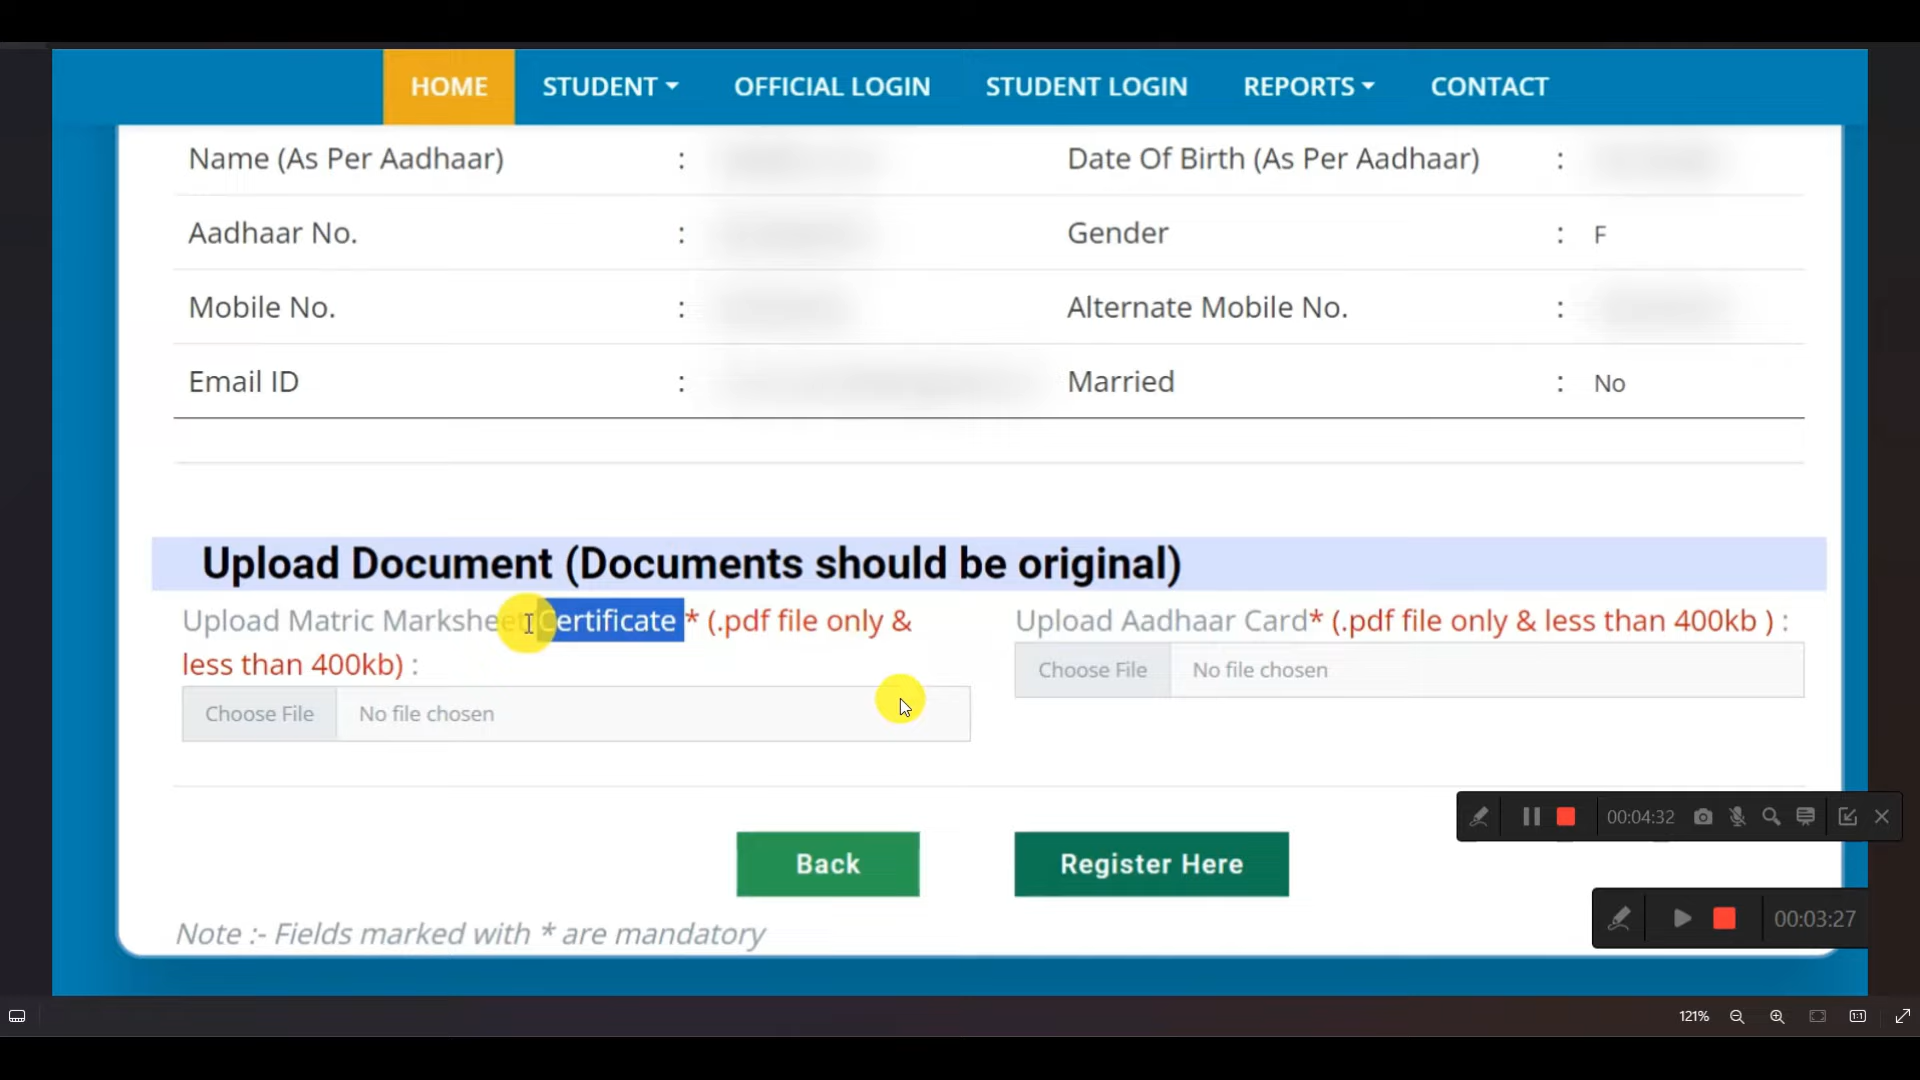 HOME STUDENT OFFICIAL LOGIN STUDENT LOGIN REPORTS CONTACT
Name (As Per Aadhaar) : Date Of Birth (As Per Aadhaar) :
Aadhaar No. : Gender : F
Mobile No. : Alternate Mobile No. :
Email ID : Married : No
Upload Document (Documents should be original)
Upload Matric Marksheet Certificate * (.pdf file only &
less than 400kb) :
Choose File No file chosen
Upload Aadhaar Card* (.pdf file only & less than 400kb ) :
Choose File No file chosen
00:04:32
Back Register Here
00:03:27
Note :- Fields marked with * are mandatory
121%
1:1